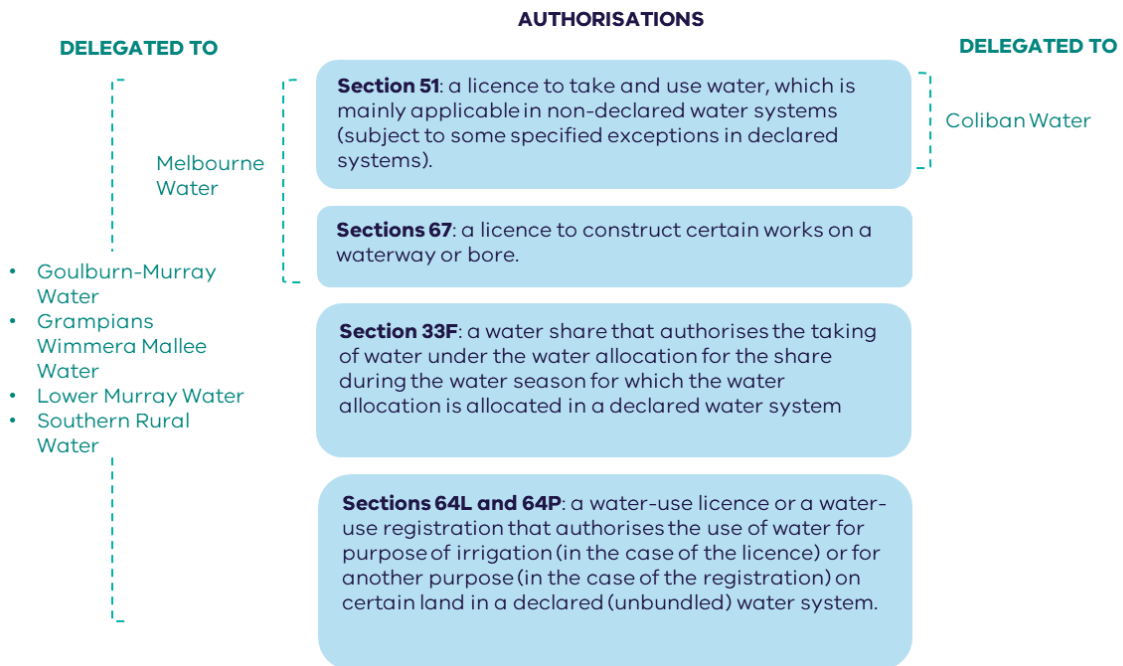 AUTHORISATIONS
DELEGATED TO
DELEGATED TO
Section 51: a licence to take and use water, which is
mainly applicable in non-declared water systems
(subject to some specified exceptions in declared
systems).
Coliban Water
Melbourne
Water
Sections 67: a licence to construct certain works on a
waterway or bore.
• Goulburn-Murray
Water
• Grampians
Wimmera Mallee
Water
• Lower Murray Water
• Southern Rural
Water
Section 33F: a water share that authorises the taking
of water under the water allocation for the share
during the water season for which the water
allocation is allocated in a declared water system
Sections 64L and 64P: a water-use licence or a water-
use registration that authorises the use of water for
purpose of irrigation (in the case of the licence) or for
another purpose (in the case of the registration) on
certain land in a declared (unbundled) water system.